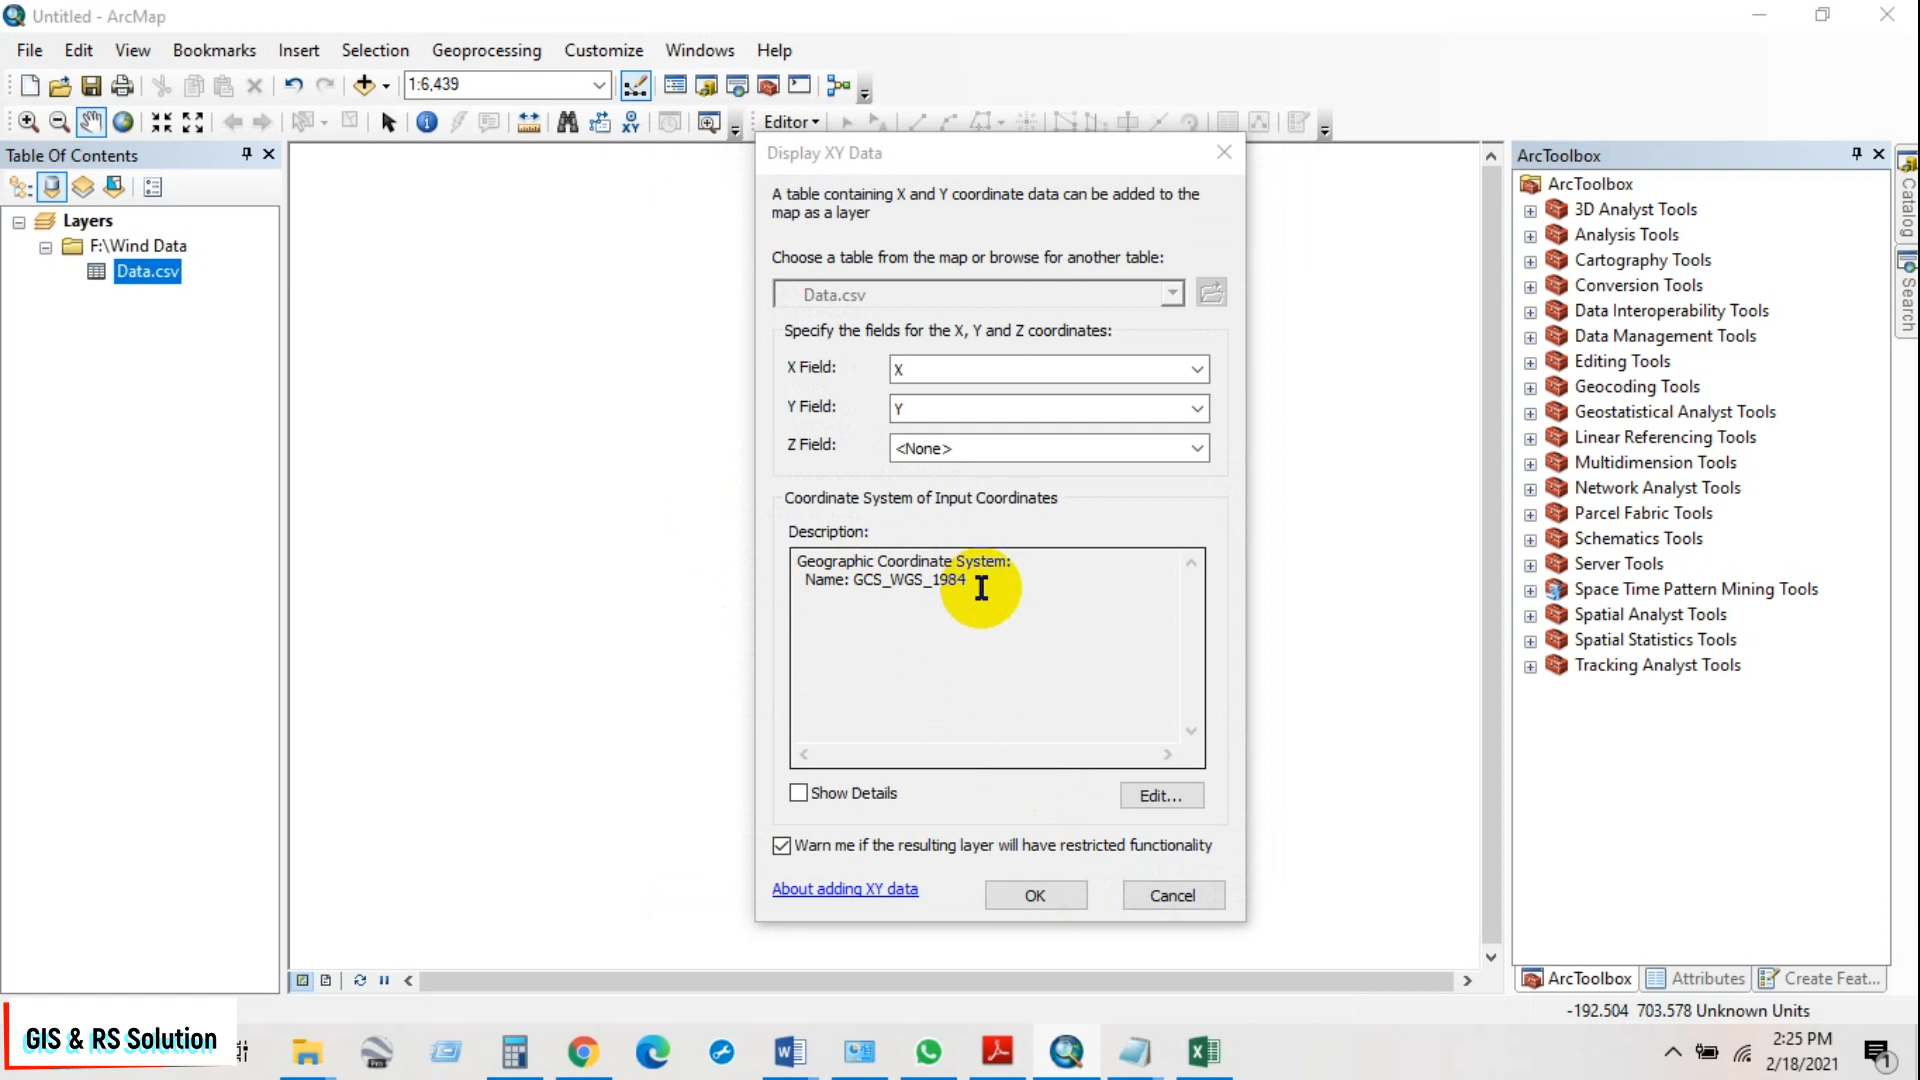 Untitled - ArcMap
File Edit View Bookmarks Insert Selection Geoprocessing Customize Windows Help
1:6,439
Editor
Table Of Contents
Layers
F:\Wind Data
Data.csv
Display XY Data
A table containing X and Y coordinate data can be added to the
map as a layer
Choose a table from the map or browse for another table:
Data.csv
Specify the fields for the X, Y and Z coordinates:
X Field: X
Y Field: Y
Z Field: <None>
Coordinate System of Input Coordinates
Description:
Geographic Coordinate System:
Name: GCS_WGS_1984
Show Details
Edit...
Warn me if the resulting layer will have restricted functionality
About adding XY data
OK
Cancel
ArcToolbox
ArcToolbox
3D Analyst Tools
Analysis Tools
Cartography Tools
Conversion Tools
Data Interoperability Tools
Data Management Tools
Editing Tools
Geocoding Tools
Geostatistical Analyst Tools
Linear Referencing Tools
Multidimension Tools
Network Analyst Tools
Parcel Fabric Tools
Schematics Tools
Server Tools
Space Time Pattern Mining Tools
Spatial Analyst Tools
Spatial Statistics Tools
Tracking Analyst Tools
Catalog
Search
ArcToolbox
Attributes
Create Feat...
-192.504 703.578 Unknown Units
GIS & RS Solution
2:25 PM
2/18/2021
1